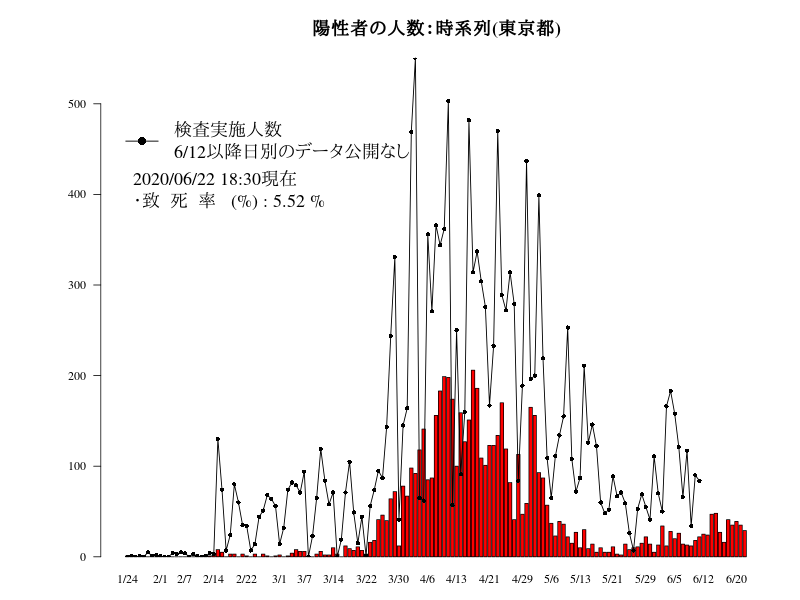 陽性者の人数：時系列(東京都)
検査実施人数
6/12以降日別のデータ公開なし
2020/06/22 18:30現在
・致 死 率 (%) : 5.52 %
500
400
300
200
100
0
1/24 2/1 2/7 2/14 2/22 3/1 3/7 3/14 3/22 3/30 4/6 4/13 4/21 4/29 5/6 5/13 5/21 5/29 6/5 6/12 6/20